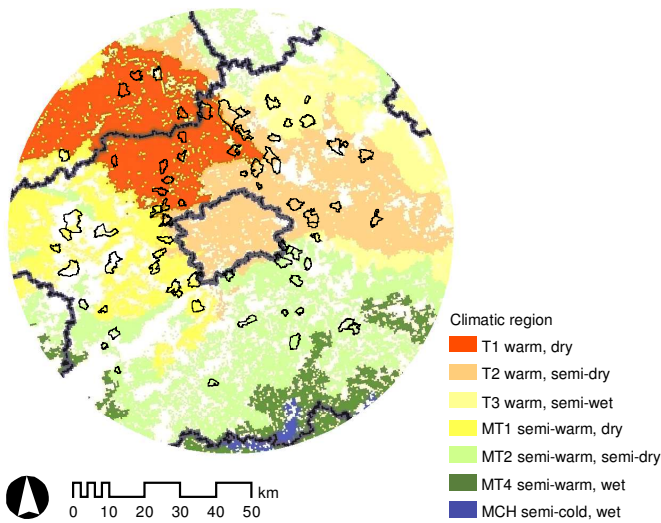 Climatic region
T1 warm, dry
T2 warm, semi-dry
T3 warm, semi-wet
MT1 semi-warm, dry
MT2 semi-warm, semi-dry
MT4 semi-warm, wet
MCH semi-cold, wet
km
0 10 20 30 40 50